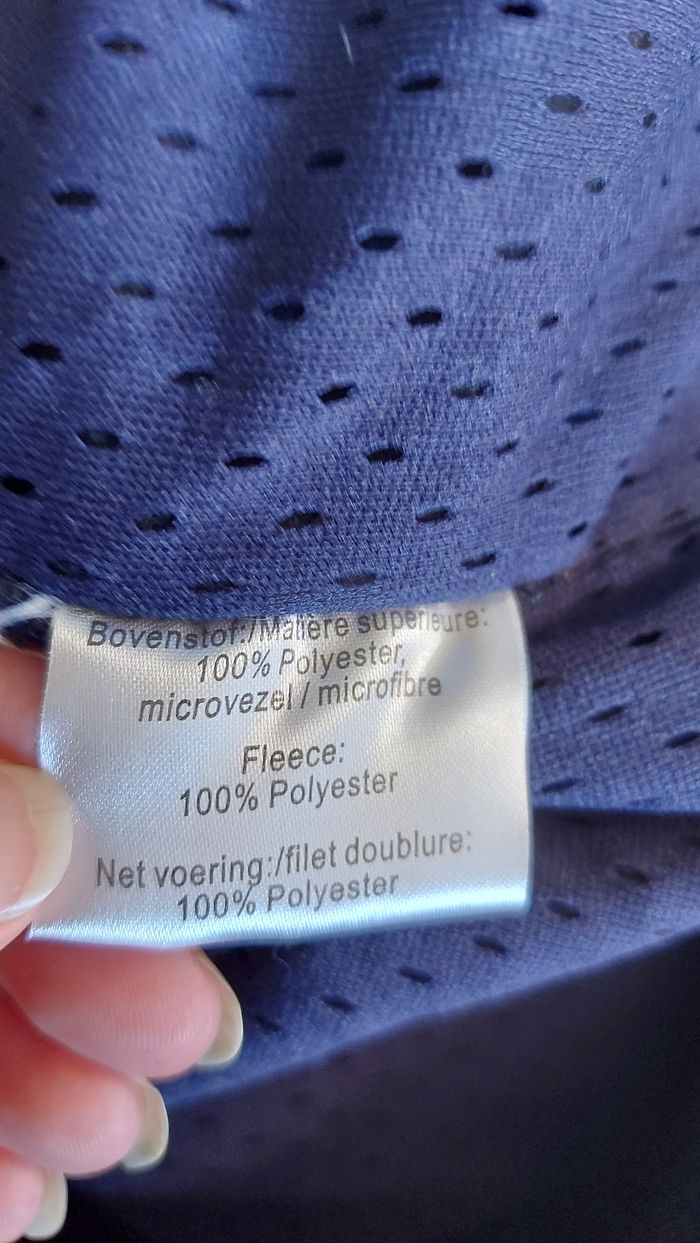 Bovenstof:/Matière supérieure:
100% Polyester,
microvezel / microfibre
Fleece:
100% Polyester
Net voering:/filet doublure:
100% Polyester